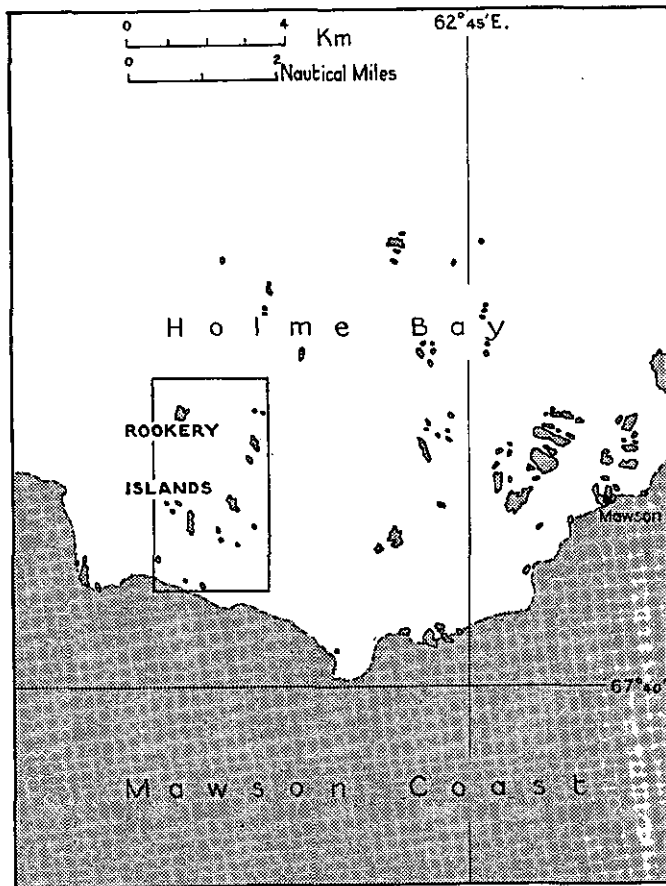 0 4
Km
62°45'E.
0 2
Nautical Miles
Holme Bay
ROOKERY
ISLANDS
Mawson
67°40'
Mawson Coast